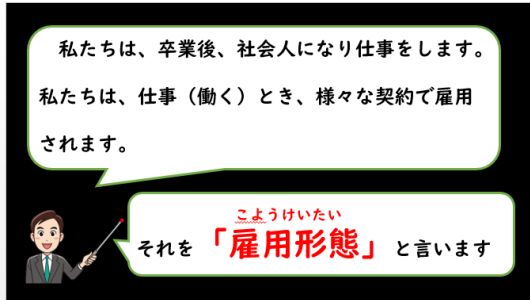 私たちは、卒業後、社会人になり仕事をします。
私たちは、仕事（働く）とき、様々な契約で雇用
されます。
こようけいたい
それを「雇用形態」と言います